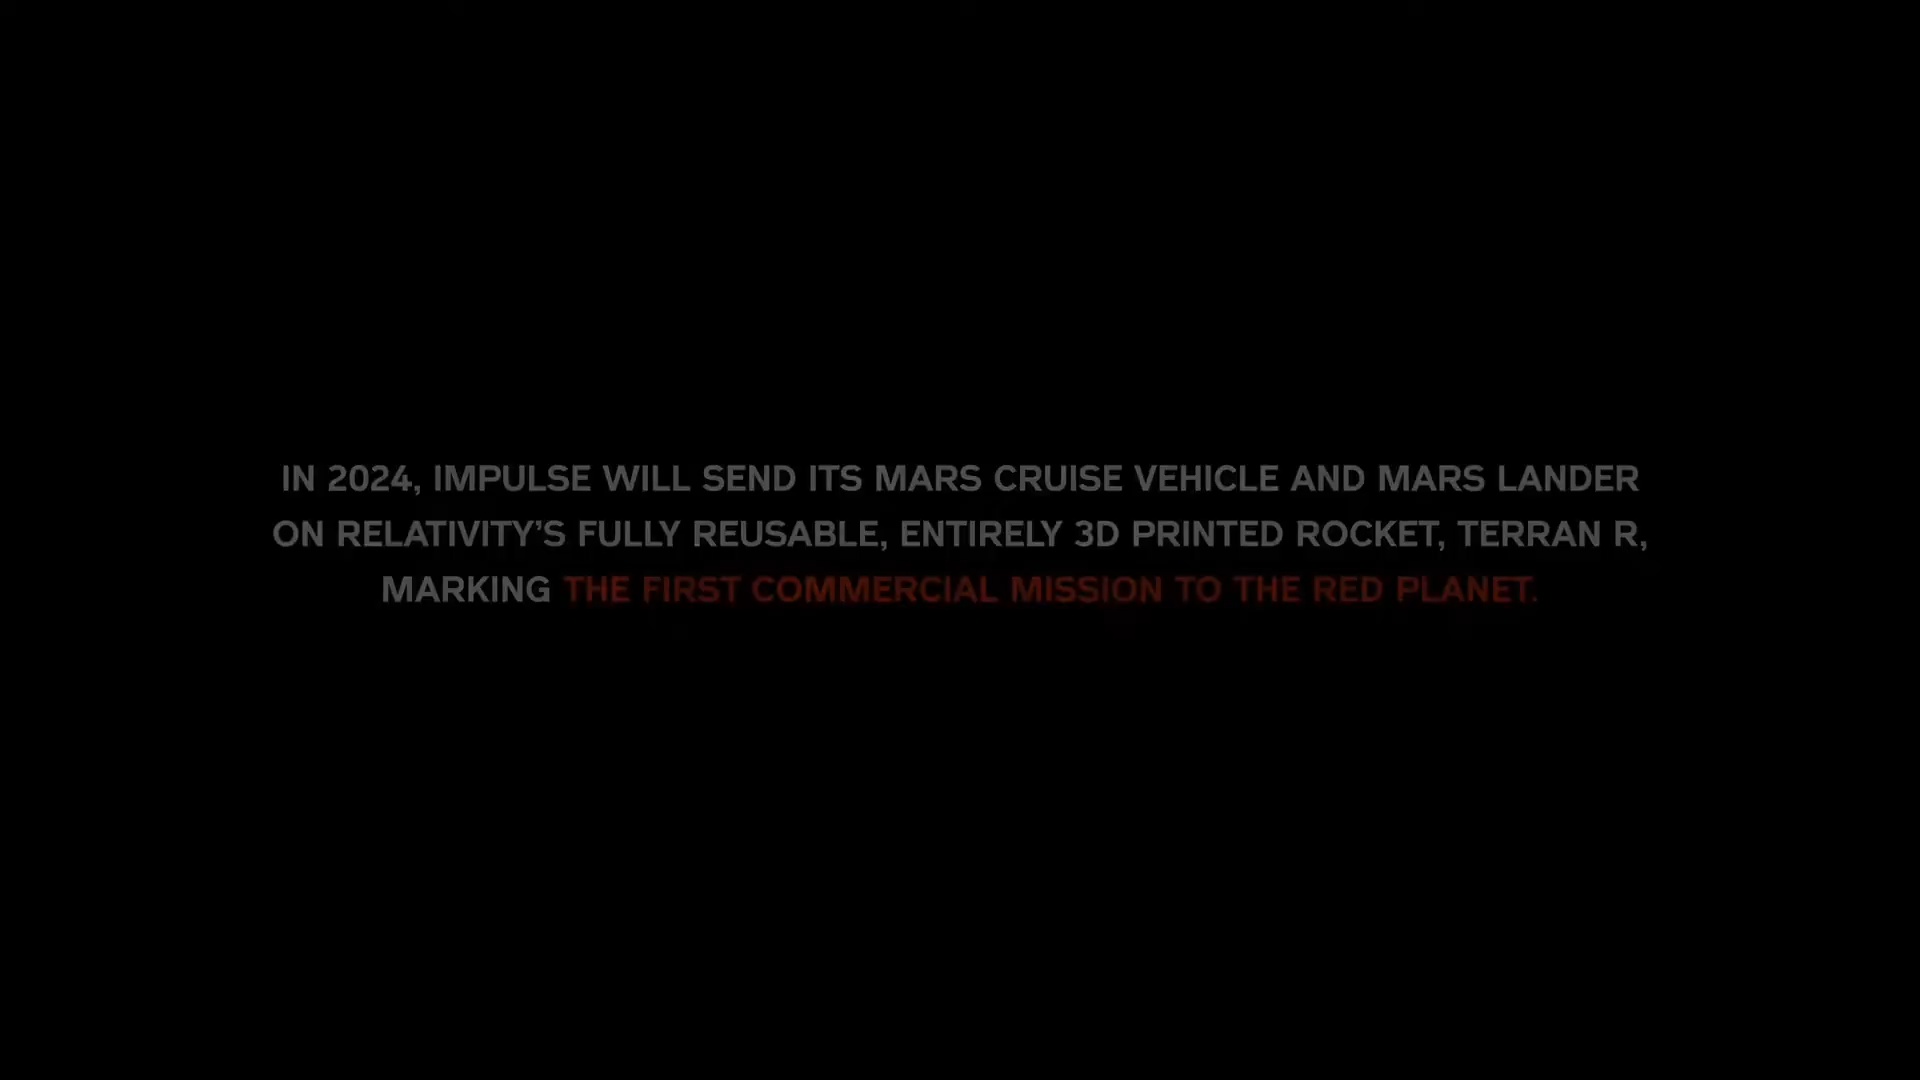 IN 2024, IMPULSE WILL SEND ITS MARS CRUISE VEHICLE AND MARS LANDER
ON RELATIVITY’S FULLY REUSABLE, ENTIRELY 3D PRINTED ROCKET, TERRAN R,
MARKING THE FIRST COMMERCIAL MISSION TO THE RED PLANET.